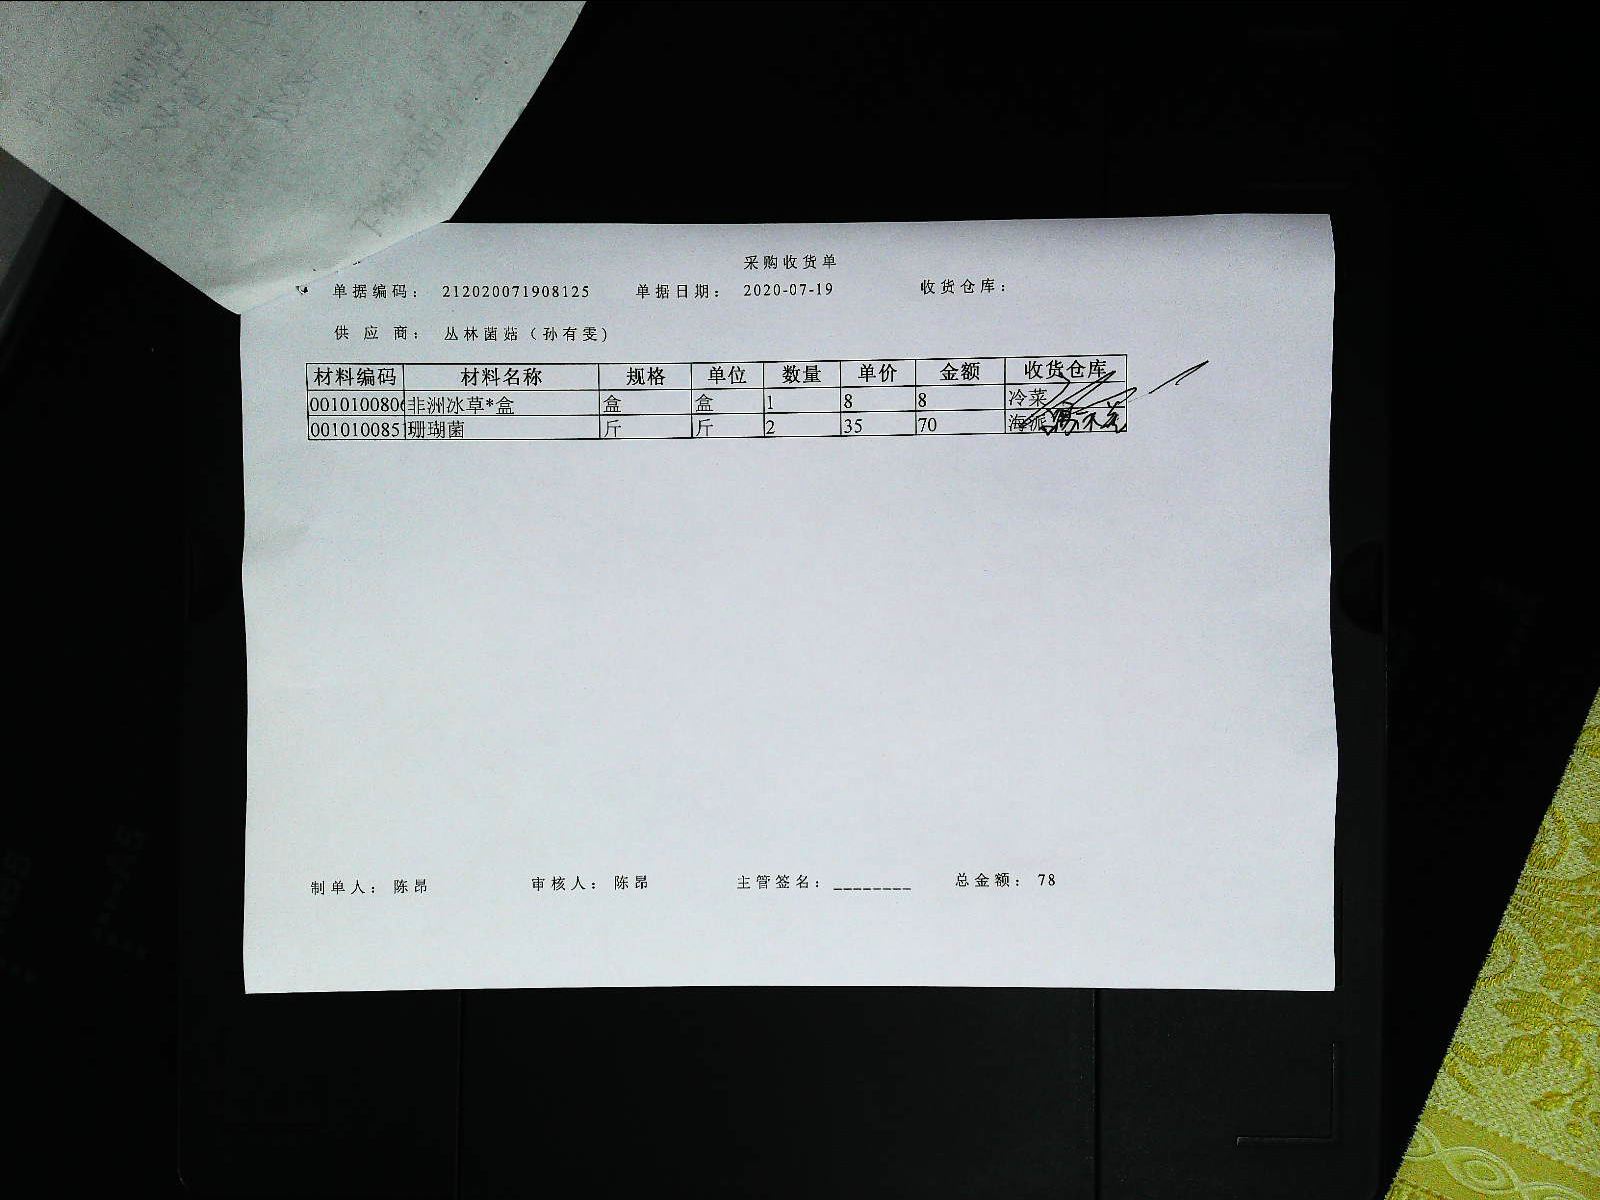 采购收货单
单据编码: 212020071908125 单据日期: 2020-07-19 收货仓库:
供应商: 丛林菌菇(孙有雯)
材料编码 材料名称 规格 单位 数量 单价 金额 收货仓库
0010100806 非洲冰草*盒 盒 盒 1 8 8 冷菜
001010085 珊瑚菌 斤 斤 2 35 70 海派
制单人: 陈昂 审核人: 陈昂 主管签名: ________ 总金额: 78